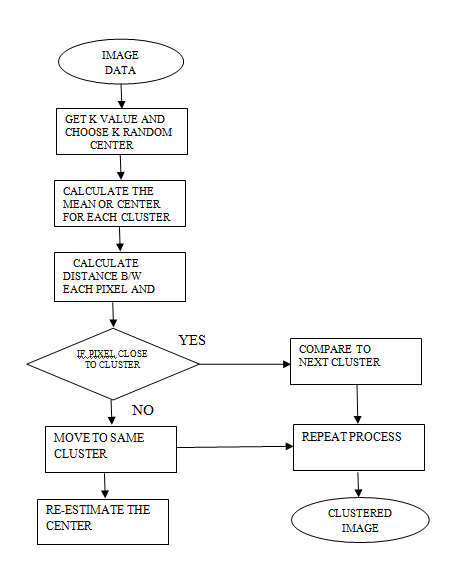 IMAGE
DATA
GET K VALUE AND
CHOOSE K RANDOM
CENTER
CALCULATE THE
MEAN OR CENTER
FOR EACH CLUSTER
CALCULATE
DISTANCE B/W
EACH PIXEL AND
IF PIXEL CLOSE
TO CLUSTER
YES
COMPARE TO
NEXT CLUSTER
NO
MOVE TO SAME
CLUSTER
REPEAT PROCESS
RE-ESTIMATE THE
CENTER
CLUSTERED
IMAGE